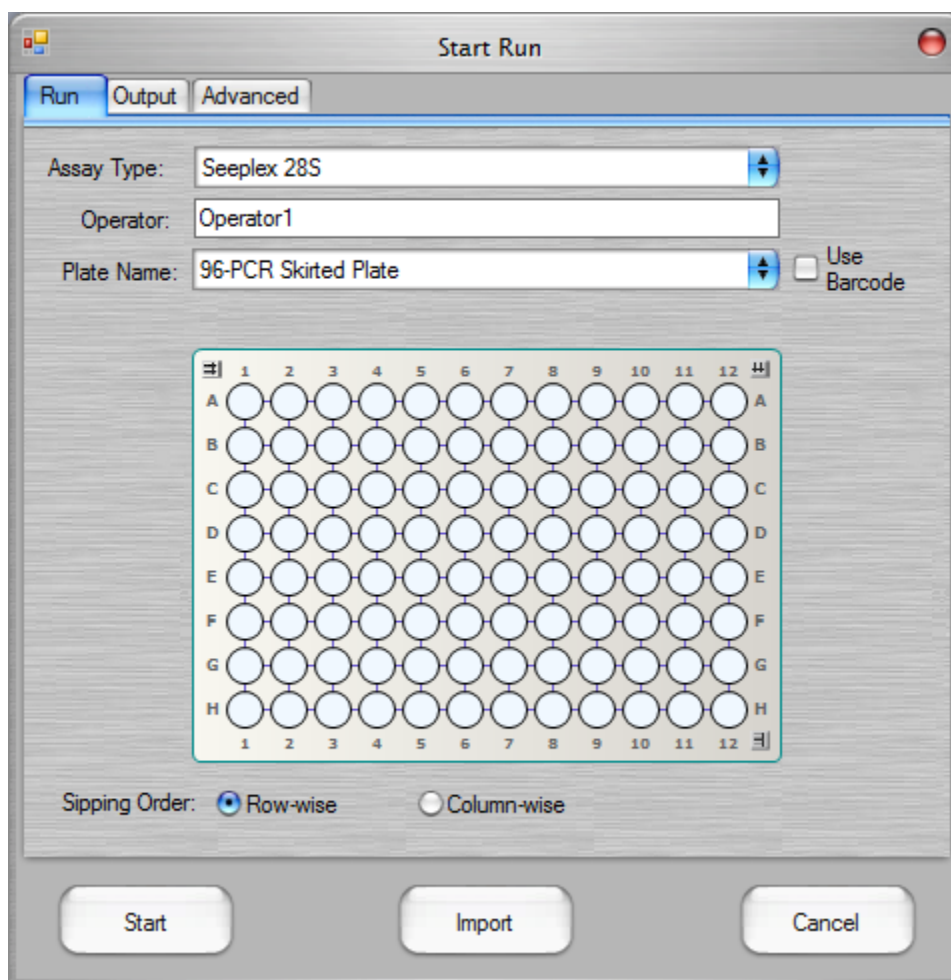 Start Run
Run Output Advanced
Assay Type: Seeplex 28S
Operator: Operator1
Plate Name: 96-PCR Skirted Plate
Use
Barcode
1 2 3 4 5 6 7 8 9 10 11 12
A A
B B
C C
D D
E E
F F
G G
H H
1 2 3 4 5 6 7 8 9 10 11 12
Sipping Order: Row-wise Column-wise
Start Import Cancel